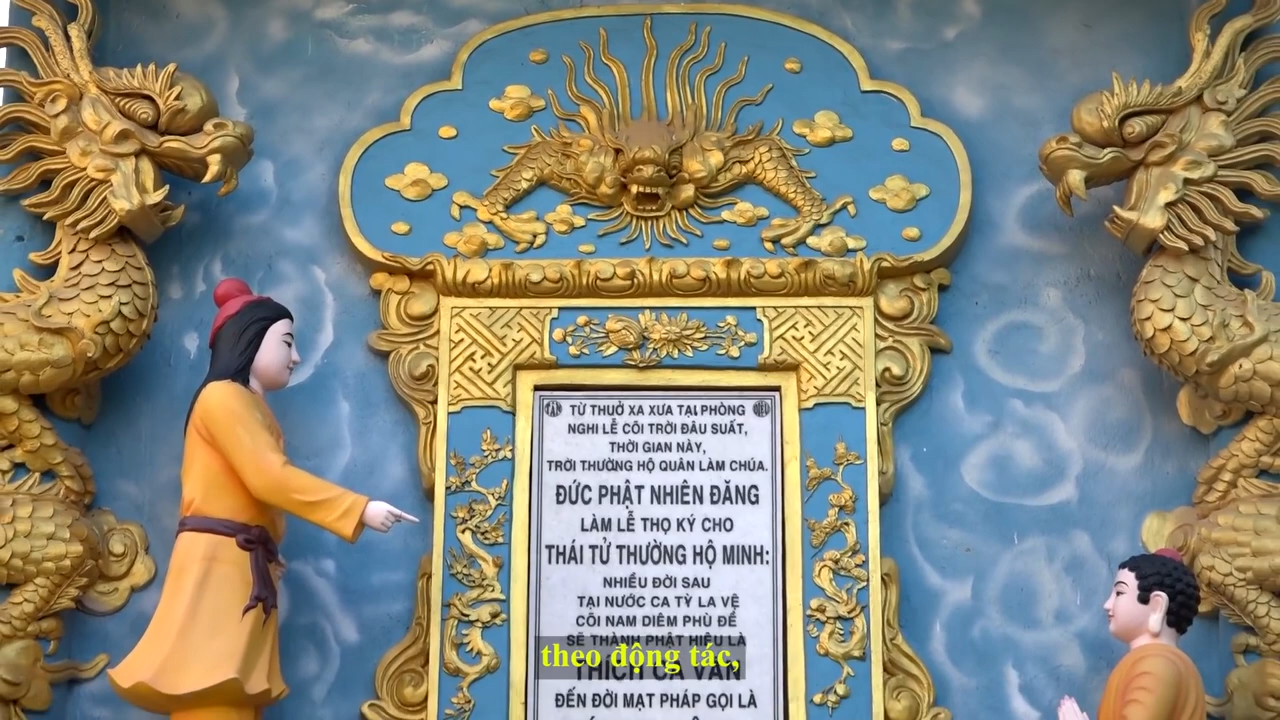 TỪ THUỞ XA XƯA TẠI PHÒNG
NGHI LỄ CÕI TRỜI ĐÂU SUẤT,
THỜI GIAN NÀY,
TRỜI THƯỜNG HỘ QUÂN LÀM CHÚA.
ĐỨC PHẬT NHIÊN ĐĂNG
LÀM LỄ THỌ KÝ CHO
THÁI TỬ THƯỜNG HỘ MINH:
NHIỀU ĐỜI SAU
TẠI NƯỚC CA TỲ LA VỆ
CÕI NAM DIÊM PHÙ ĐỀ
SẼ THÀNH PHẬT HIỆU LÀ
theo động tác,
THÍCH CA VĂN
ĐẾN ĐỜI MẠT PHÁP GỌI LÀ